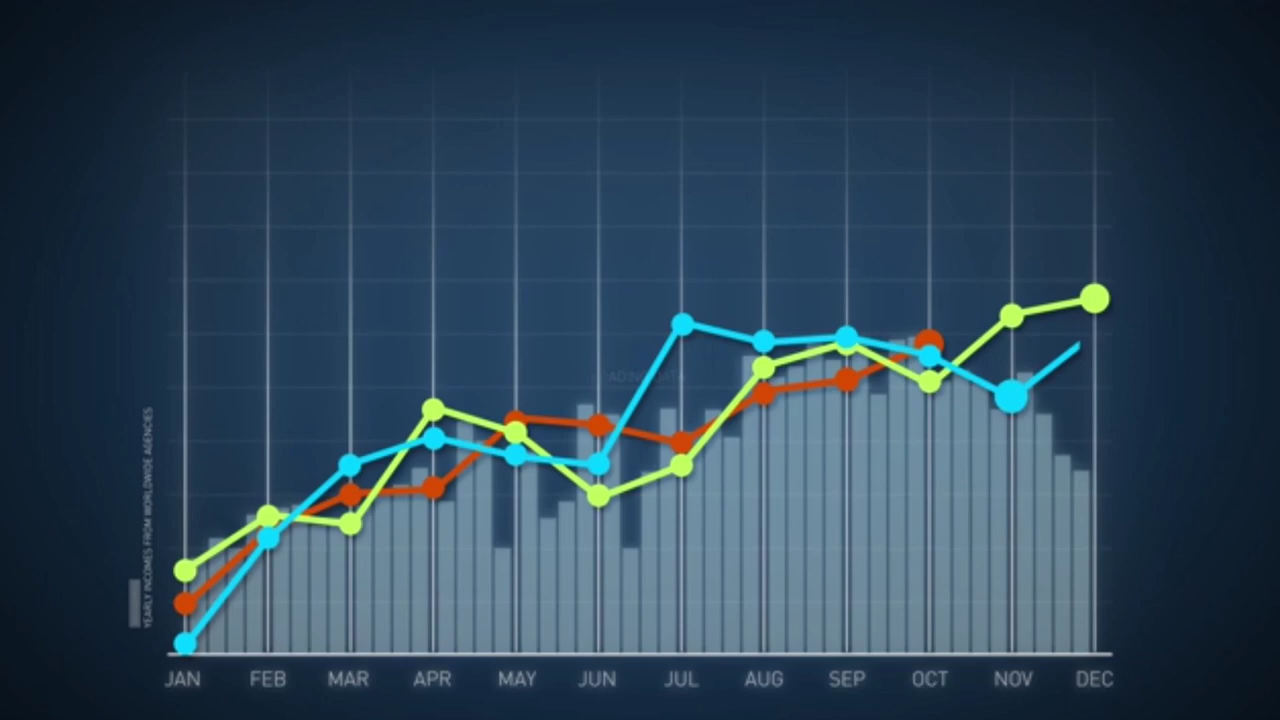 YEARLY INCOMES FROM WORLDWIDE AGENCIES
JAN FEB MAR APR MAY JUN JUL AUG SEP OCT NOV DEC